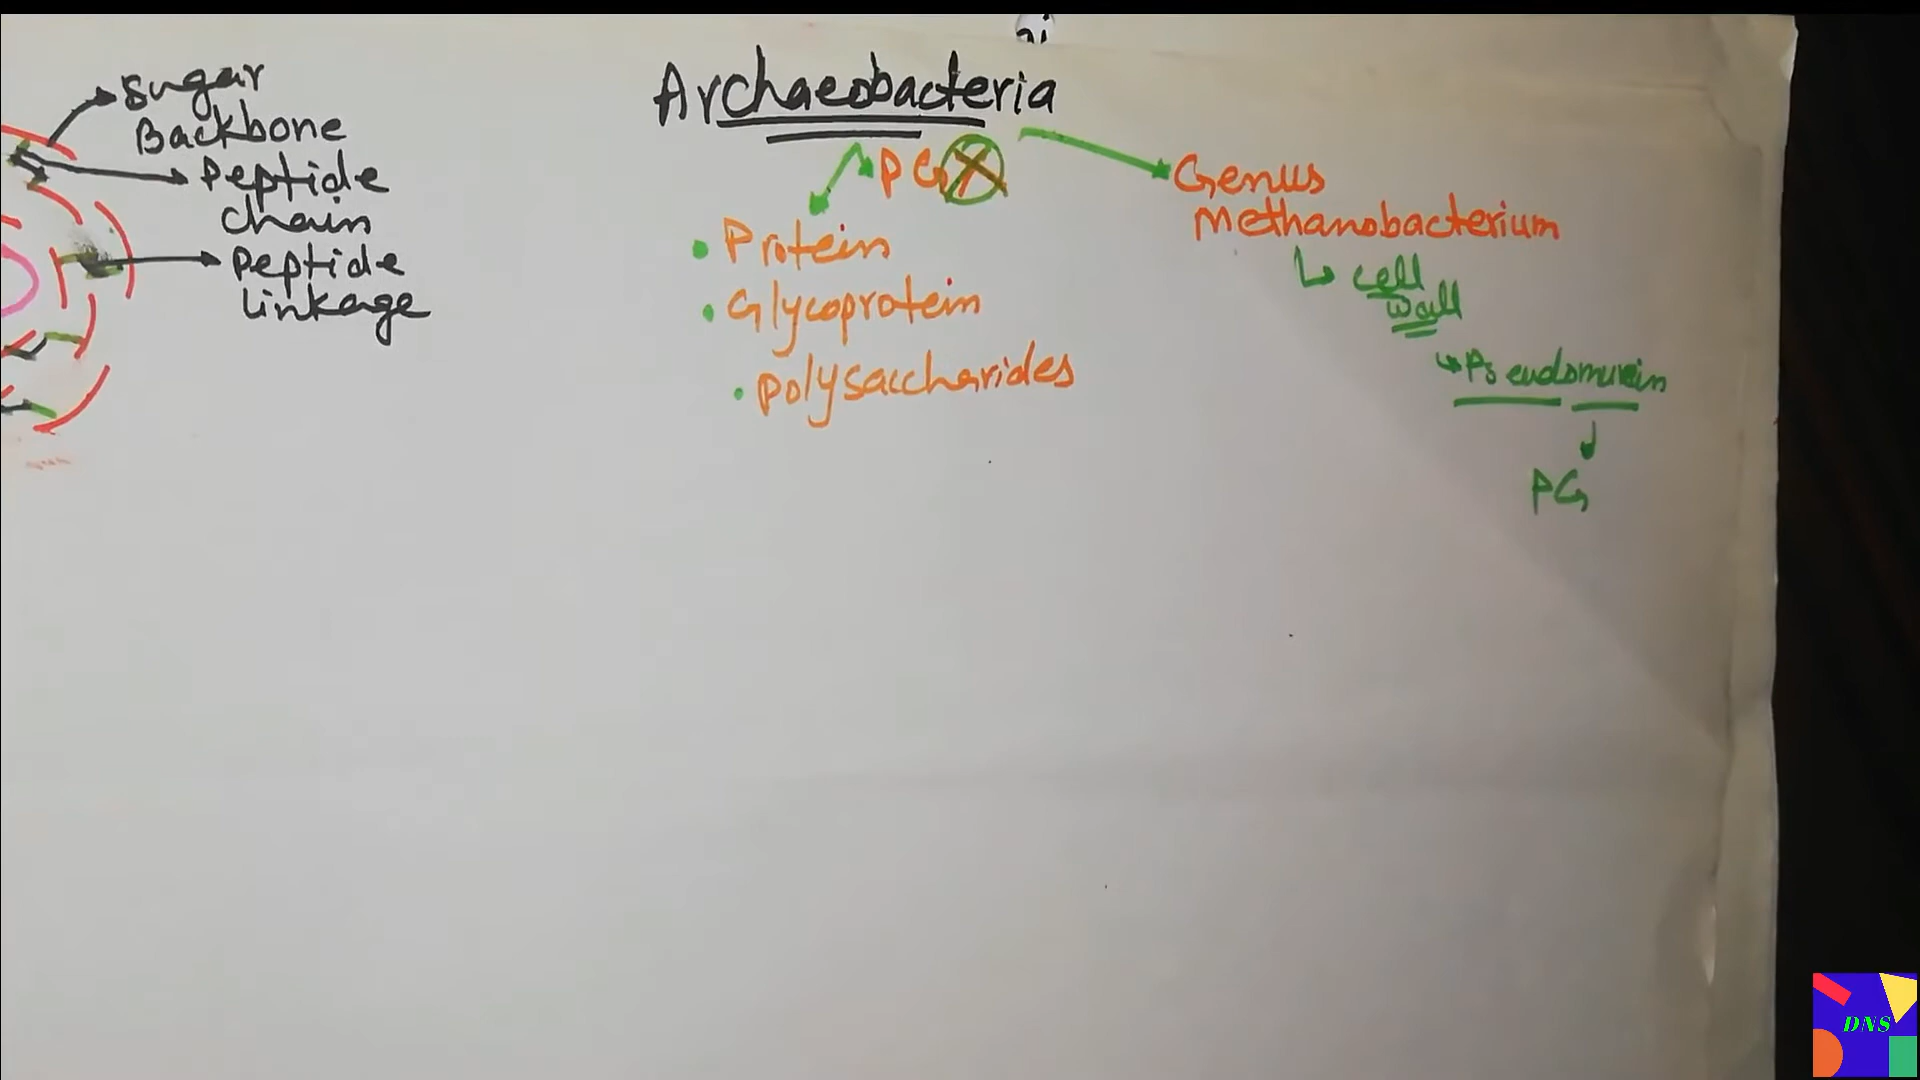 Sugar
Backbone
Peptide
chain
Peptide
linkage
Archaeobacteria
PG
• Protein
• Glycoprotein
• polysaccharides
Genus
Methanobacterium
cell
wall
Pseudomurein
PG
DNS